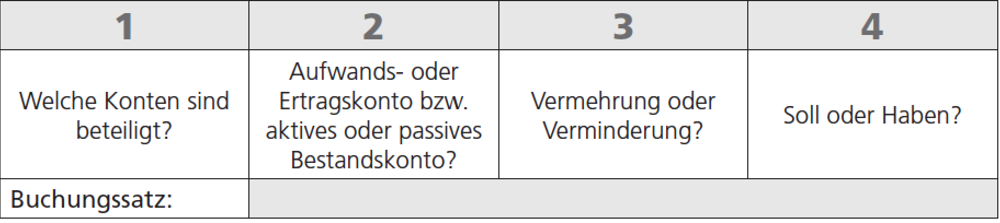 1
2
3
4
Welche Konten sind
beteiligt?
Aufwands- oder
Ertragskonto bzw.
aktives oder passives
Bestandskonto?
Vermehrung oder
Verminderung?
Soll oder Haben?
Buchungssatz: